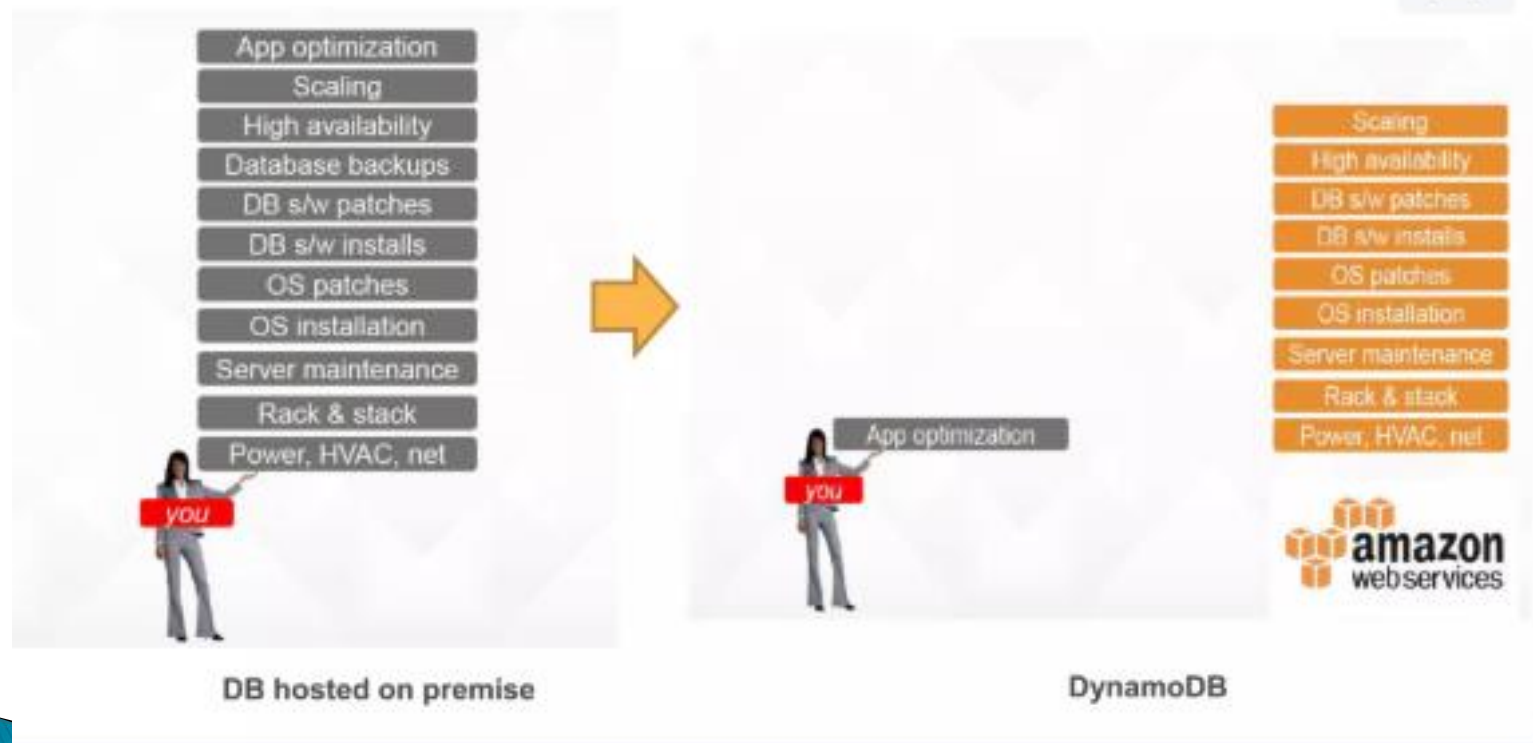 App optimization
Scaling
High availability
Database backups
DB s/w patches
DB s/w installs
OS patches
OS installation
Server maintenance
Rack & stack
Power, HVAC, net
you
DB hosted on premise
App optimization
you
Scaling
High availability
DB s/w patches
DB s/w installs
OS patches
OS installation
Server maintenance
Rack & stack
Power, HVAC, net
amazon
webservices
DynamoDB